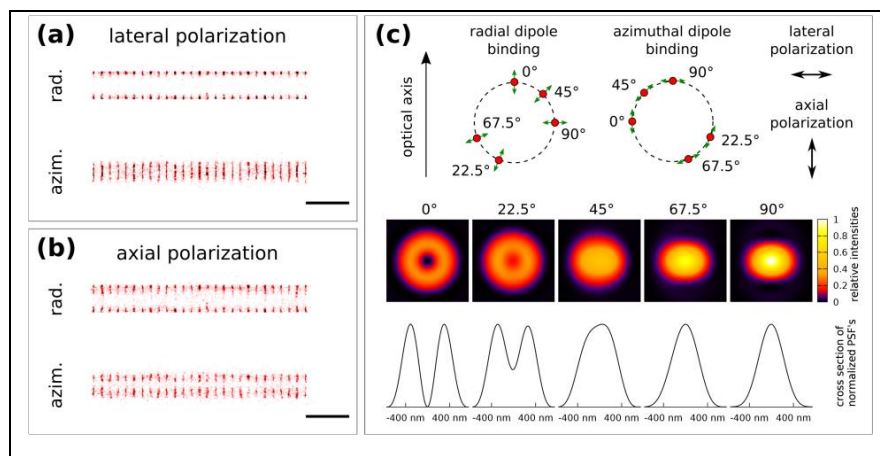 (a)
lateral polarization
rad.
azim.
(b)
axial polarization
rad.
azim.
(c)
optical axis
radial dipole
binding
0°
45°
67.5°
90°
22.5°
azimuthal dipole
binding
90°
45°
0°
22.5°
67.5°
lateral
polarization
axial
polarization
0° 22.5° 45° 67.5° 90°
1
0.8
0.6
0.4
0.2
0
relative intensities
cross section of
normalized PSF's
-400 nm 400 nm -400 nm 400 nm -400 nm 400 nm -400 nm 400 nm -400 nm 400 nm